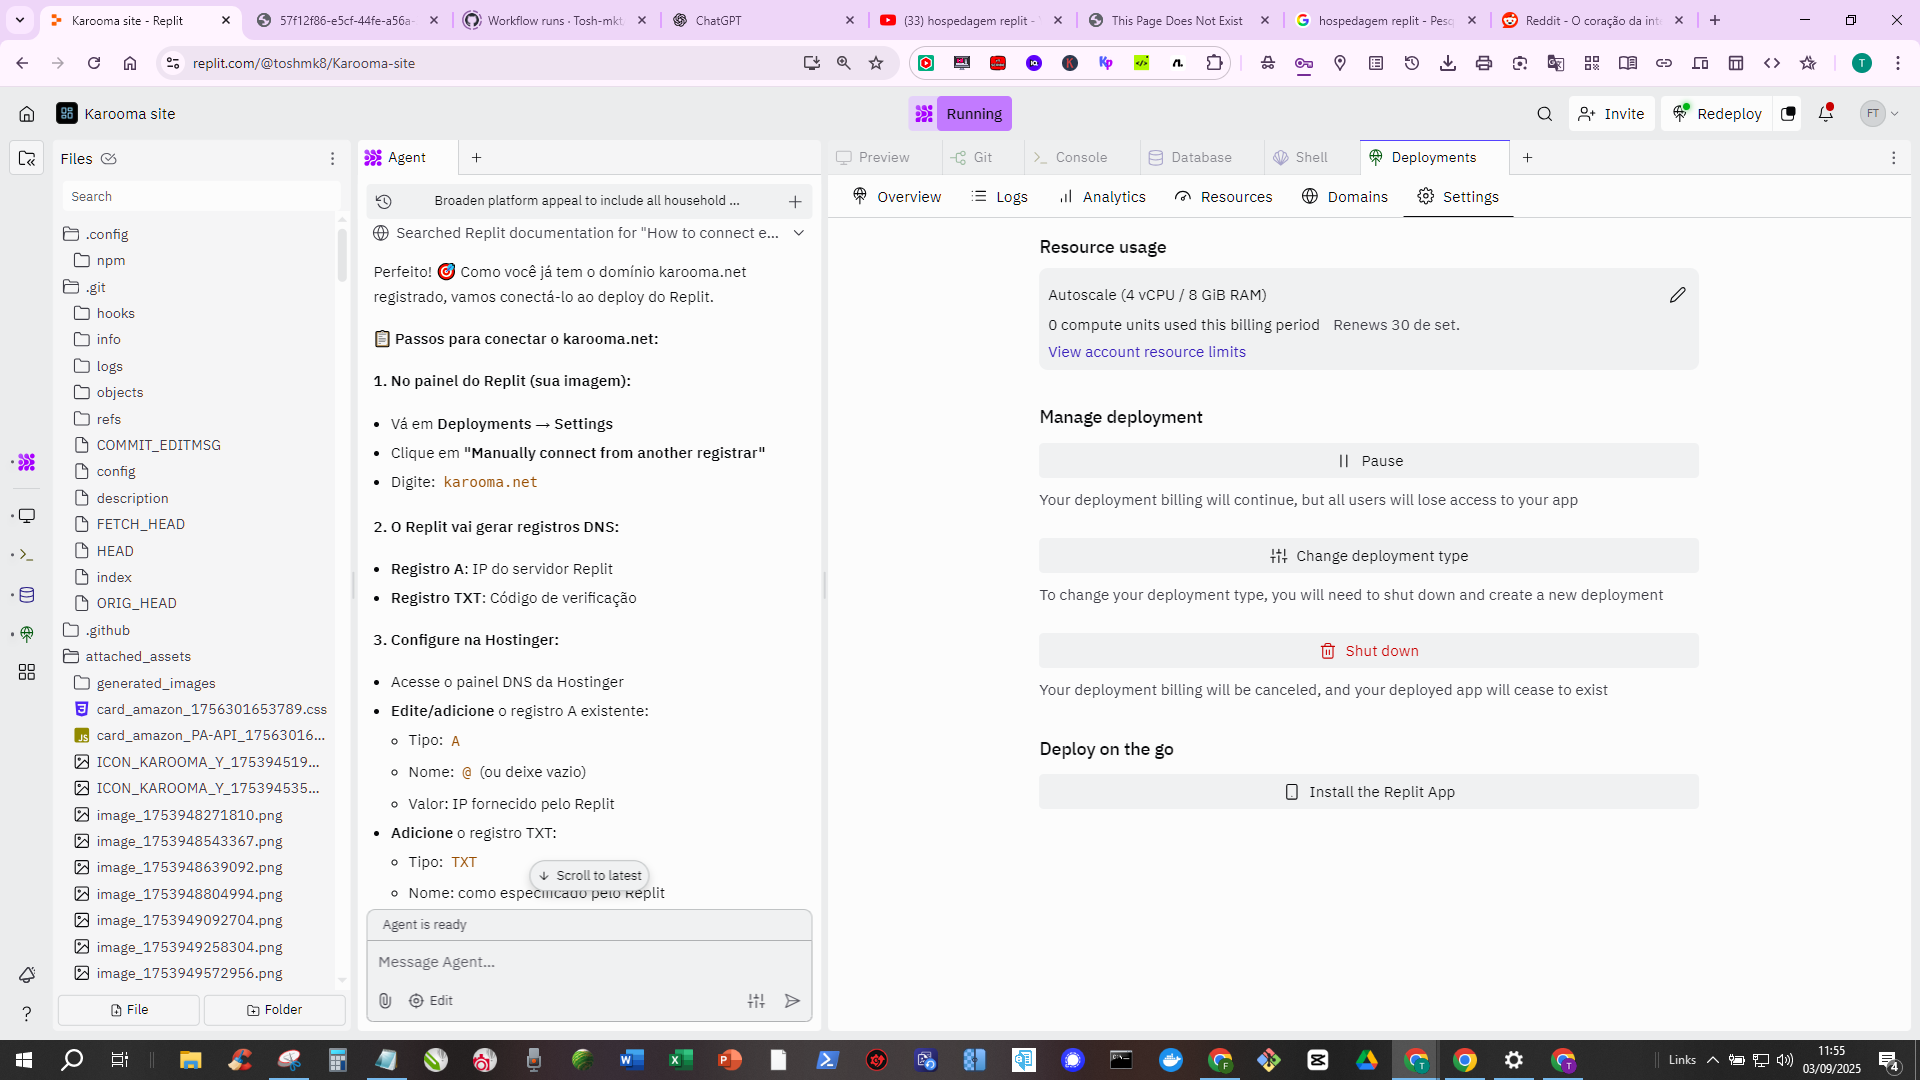 Karooma site - Replit
57f12f86-e5cf-44fe-a56a-
Workflow runs · Tosh-mkt
ChatGPT
(33) hospedagem replit -
This Page Does Not Exist
hospedagem replit - Pesq
Reddit - O coração da inte
replit.com/@toshmk8/Karooma-site
T
Karooma site
Running
Invite
Redeploy
FT
Files
Agent
Preview
Git
Console
Database
Shell
Deployments
Search
Broaden platform appeal to include all household ...
Overview
Logs
Analytics
Resources
Domains
Settings
.config
npm
.git
hooks
info
logs
objects
refs
COMMIT_EDITMSG
config
description
FETCH_HEAD
HEAD
index
ORIG_HEAD
.github
attached_assets
generated_images
card_amazon_1756301653789.css
card_amazon_PA-API_17563016...
ICON_KAROOMA_Y_175394519...
ICON_KAROOMA_Y_175394535...
image_1753948271810.png
image_1753948543367.png
image_1753948639092.png
image_1753948804994.png
image_1753949092704.png
image_1753949258304.png
image_1753949572956.png
File
Folder
Searched Replit documentation for "How to connect e...
Perfeito! 🎯 Como você já tem o domínio karooma.net
registrado, vamos conectá-lo ao deploy do Replit.
📋 Passos para conectar o karooma.net:
1. No painel do Replit (sua imagem):
• Vá em Deployments → Settings
• Clique em "Manually connect from another registrar"
• Digite: karooma.net
2. O Replit vai gerar registros DNS:
• Registro A: IP do servidor Replit
• Registro TXT: Código de verificação
3. Configure na Hostinger:
• Acesse o painel DNS da Hostinger
• Edite/adicione o registro A existente:
◦ Tipo: A
◦ Nome: @ (ou deixe vazio)
◦ Valor: IP fornecido pelo Replit
• Adicione o registro TXT:
◦ Tipo: TXT
↓ Scroll to latest
◦ Nome: como especificado pelo Replit
Agent is ready
Message Agent...
Edit
Resource usage
Autoscale (4 vCPU / 8 GiB RAM)
0 compute units used this billing period Renews 30 de set.
View account resource limits
Manage deployment
Pause
Your deployment billing will continue, but all users will lose access to your app
Change deployment type
To change your deployment type, you will need to shut down and create a new deployment
Shut down
Your deployment billing will be canceled, and your deployed app will cease to exist
Deploy on the go
Install the Replit App
Links
11:55
03/09/2025
4